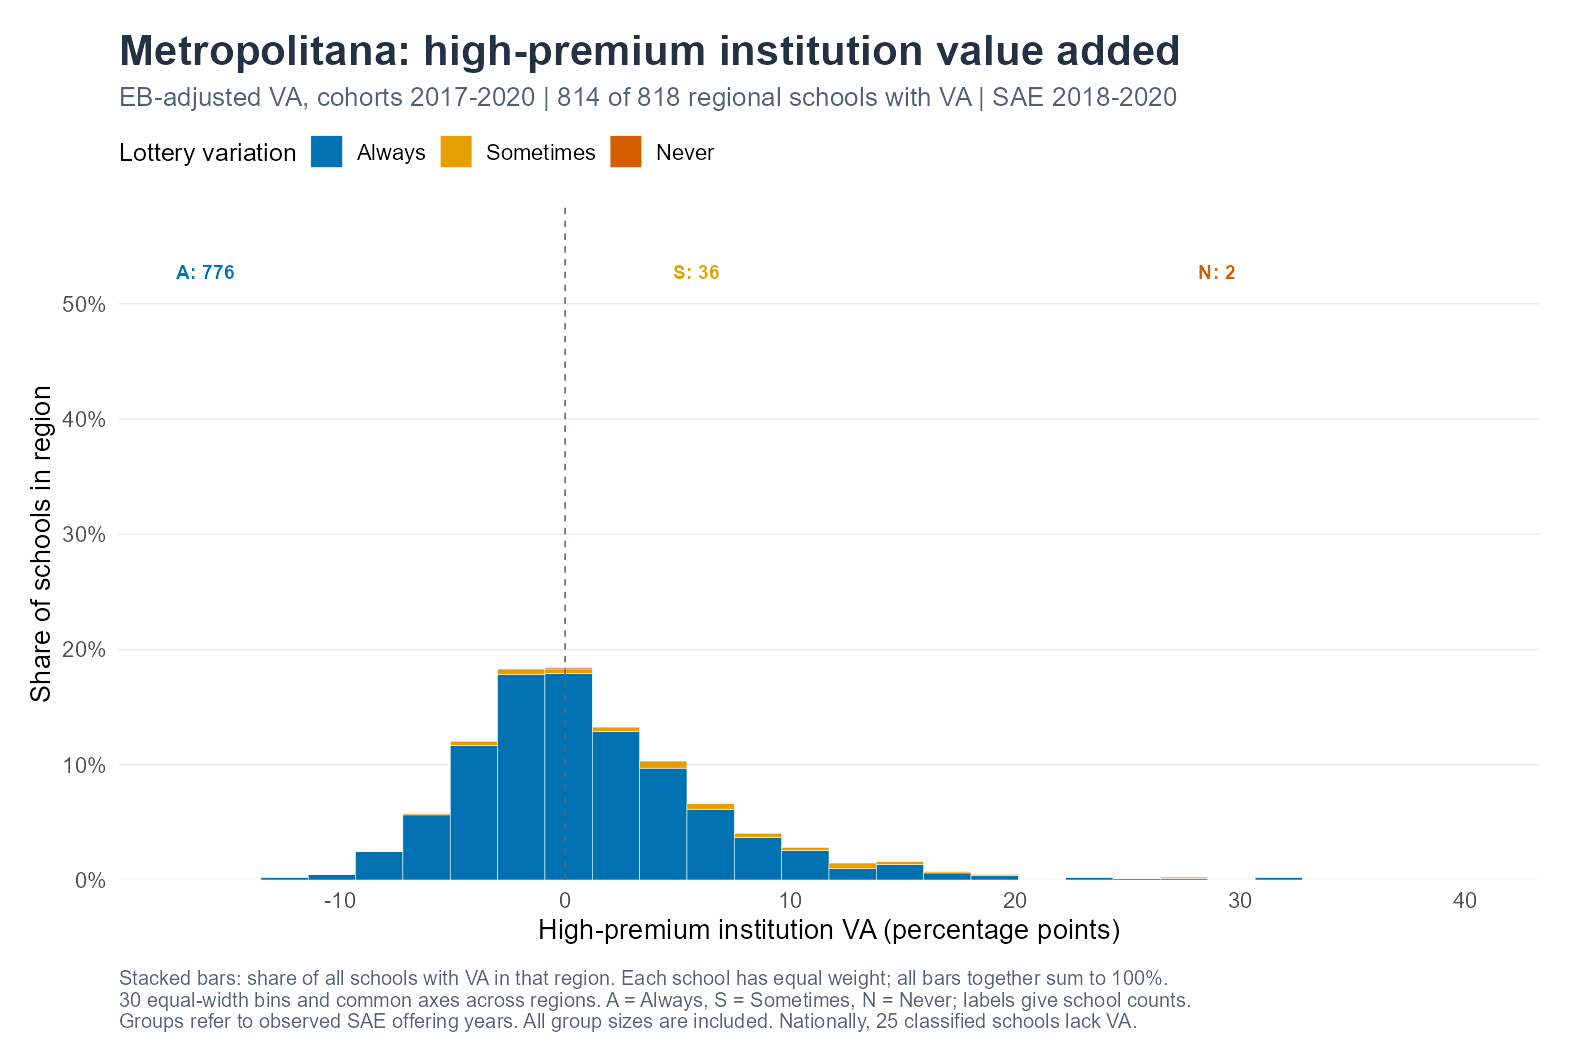 Metropolitana: high-premium institution value added
EB-adjusted VA, cohorts 2017-2020 | 814 of 818 regional schools with VA | SAE 2018-2020
Lottery variation Always Sometimes Never
A: 776 S: 36 N: 2
50%
40%
30%
20%
10%
0%
Share of schools in region
-10 0 10 20 30 40
High-premium institution VA (percentage points)
Stacked bars: share of all schools with VA in that region. Each school has equal weight; all bars together sum to 100%.
30 equal-width bins and common axes across regions. A = Always, S = Sometimes, N = Never; labels give school counts.
Groups refer to observed SAE offering years. All group sizes are included. Nationally, 25 classified schools lack VA.